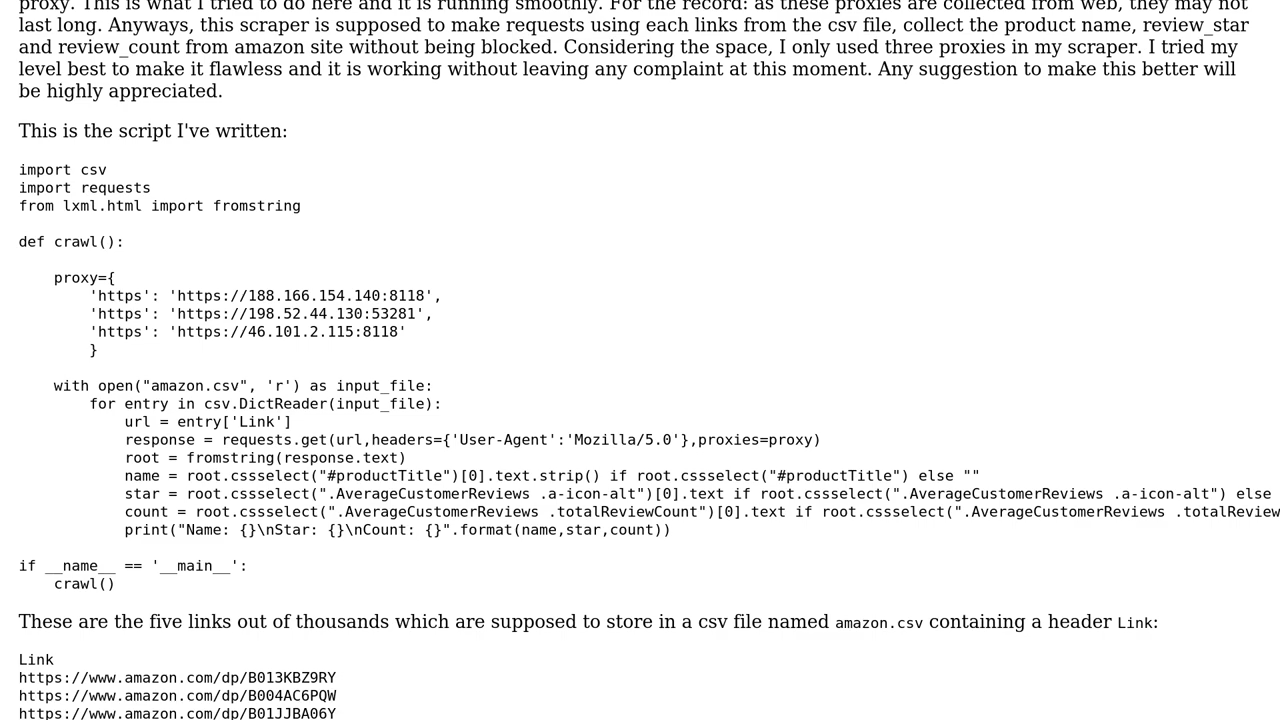 proxy. This is what I tried to do here and it is running smoothly. For the record: as these proxies are collected from web, they may not
last long. Anyways, this scraper is supposed to make requests using each links from the csv file, collect the product name, review_star
and review_count from amazon site without being blocked. Considering the space, I only used three proxies in my scraper. I tried my
level best to make it flawless and it is working without leaving any complaint at this moment. Any suggestion to make this better will
be highly appreciated.
This is the script I've written:
import csv
import requests
from lxml.html import fromstring
def crawl():
    proxy={
        'https': 'https://188.166.154.140:8118',
        'https': 'https://198.52.44.130:53281',
        'https': 'https://46.101.2.115:8118'
        }
    with open("amazon.csv", 'r') as input_file:
        for entry in csv.DictReader(input_file):
            url = entry['Link']
            response = requests.get(url,headers={'User-Agent':'Mozilla/5.0'},proxies=proxy)
            root = fromstring(response.text)
            name = root.cssselect("#productTitle")[0].text.strip() if root.cssselect("#productTitle") else ""
            star = root.cssselect(".AverageCustomerReviews .a-icon-alt")[0].text if root.cssselect(".AverageCustomerReviews .a-icon-alt") else
            count = root.cssselect(".AverageCustomerReviews .totalReviewCount")[0].text if root.cssselect(".AverageCustomerReviews .totalReview
            print("Name: {}\nStar: {}\nCount: {}".format(name,star,count))
if __name__ == '__main__':
    crawl()
These are the five links out of thousands which are supposed to store in a csv file named amazon.csv containing a header Link:
Link
https://www.amazon.com/dp/B013KBZ9RY
https://www.amazon.com/dp/B004AC6PQW
https://www.amazon.com/dp/B01JJBA06Y